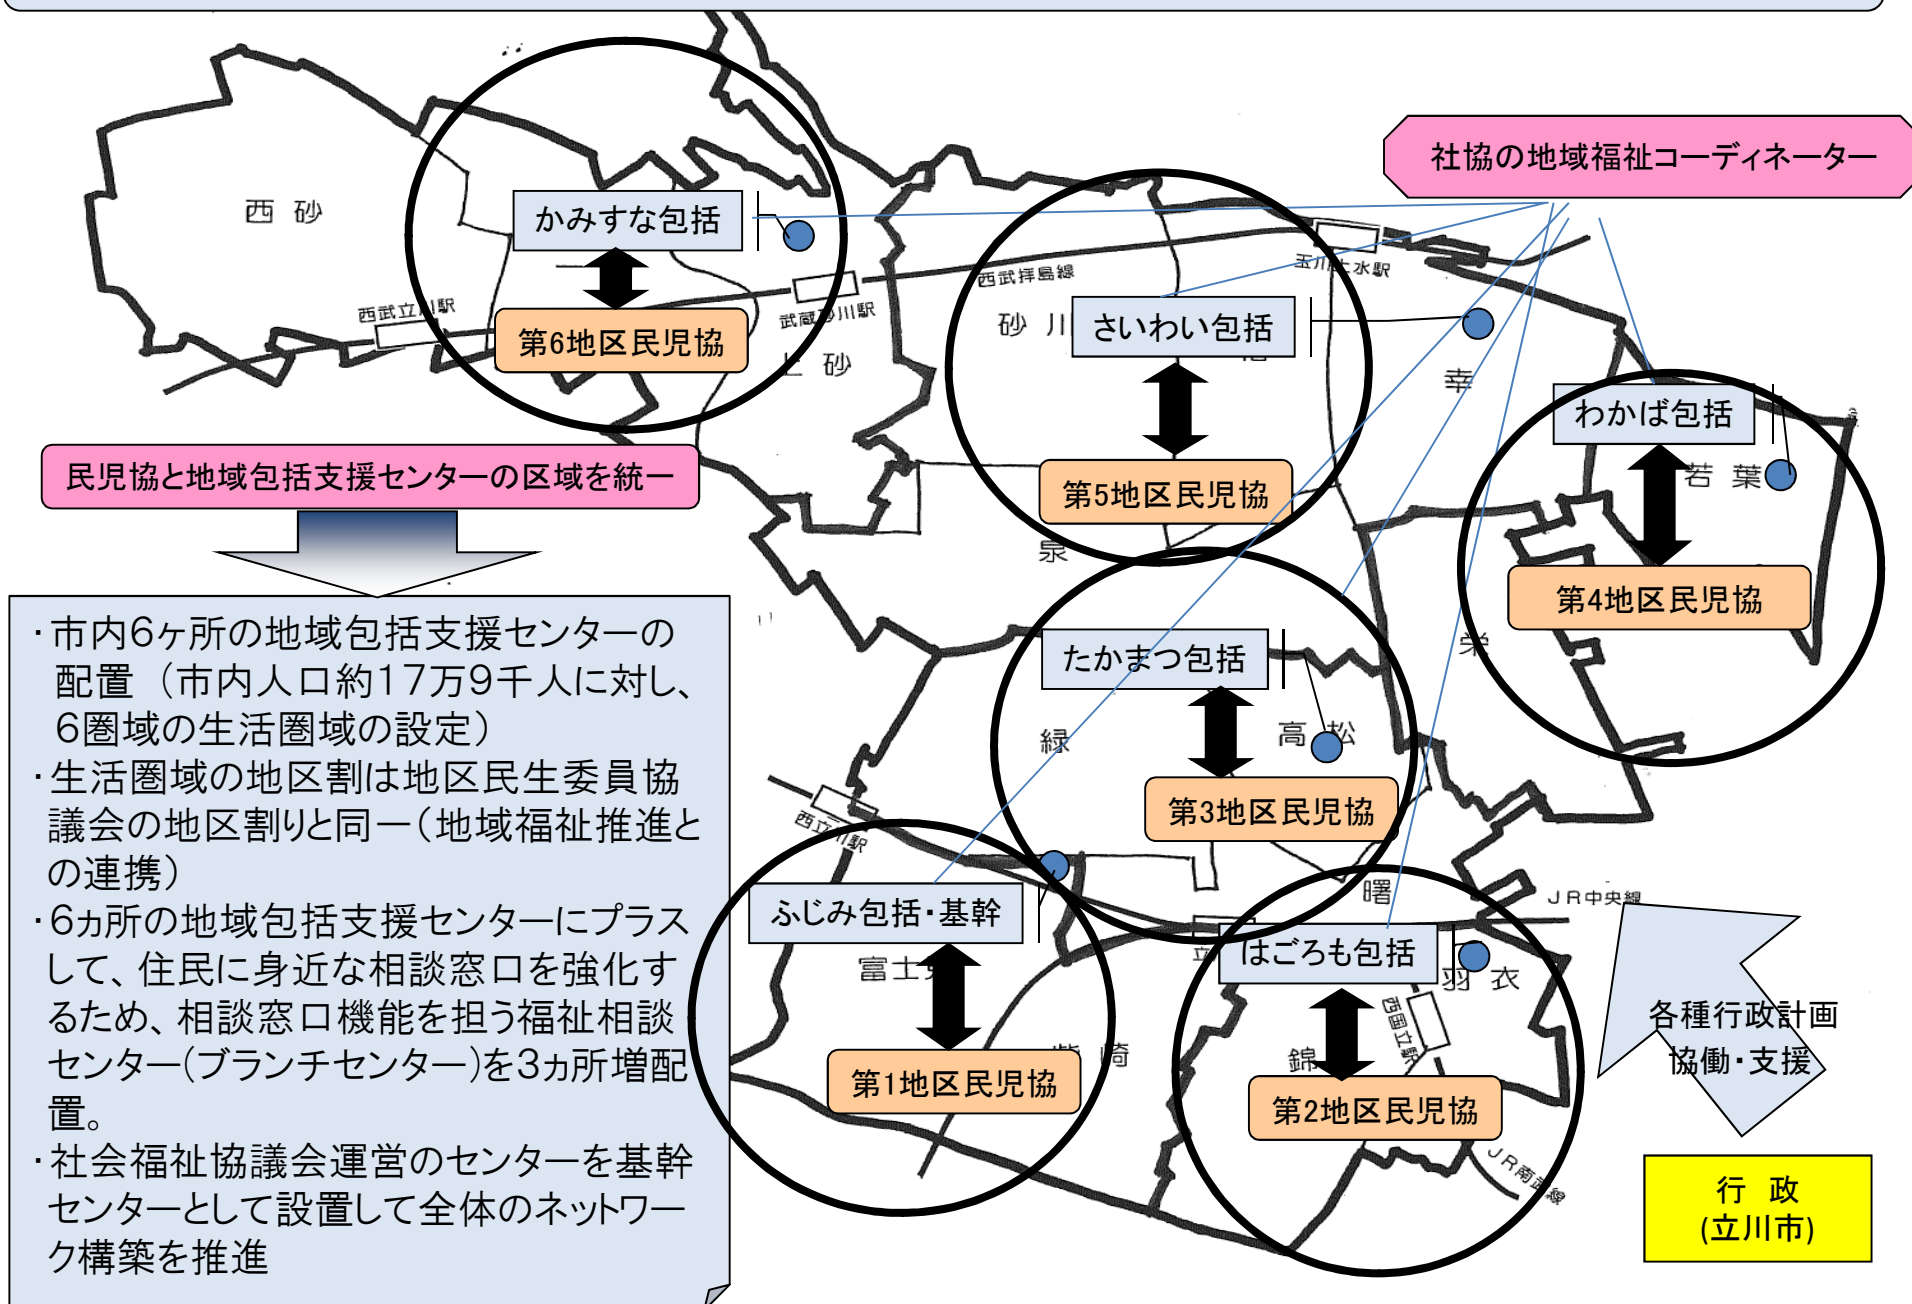 社協の地域福祉コーディネーター
西 砂
かみすな包括
西武拝島線
玉川上水駅
西武立川駅
武蔵砂川駅
砂 川
さいわい包括
第6地区民児協
上 砂
幸
わかば包括
若 葉
民児協と地域包括支援センターの区域を統一
第5地区民児協
泉
第4地区民児協
栄
・市内6ヶ所の地域包括支援センターの
配置（市内人口約17万9千人に対し、
6圏域の生活圏域の設定）
・生活圏域の地区割は地区民生委員協
議会の地区割りと同一（地域福祉推進と
の連携）
・6ヵ所の地域包括支援センターにプラス
して、住民に身近な相談窓口を強化す
るため、相談窓口機能を担う福祉相談
センター(ブランチセンター)を3ヵ所増配
置。
・社会福祉協議会運営のセンターを基幹
センターとして設置して全体のネットワー
ク構築を推進
たかまつ包括
緑
高 松
第3地区民児協
西立川駅
曙
JR中央線
ふじみ包括・基幹
はごろも包括
富士
羽 衣
西国立駅
各種行政計画
協働・支援
錦
崎
第1地区民児協
第2地区民児協
JR南武線
行 政
(立川市)